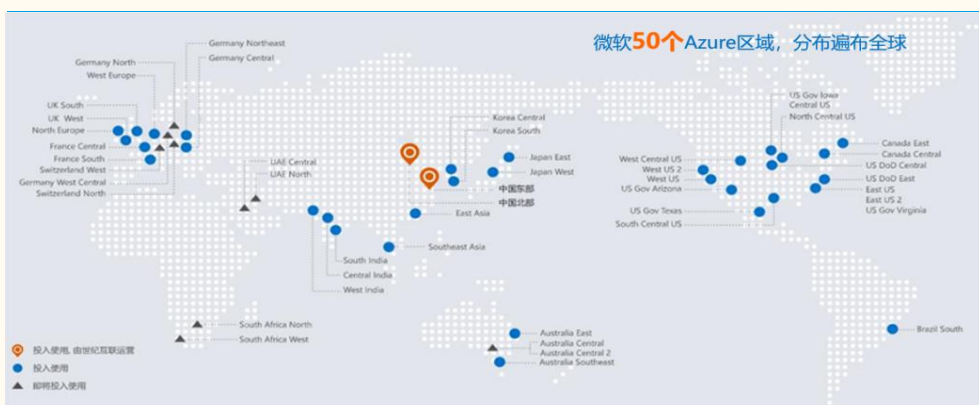 微软50个Azure区域，分布遍布全球
Germany Northeast
Germany Central
Germany North
West Europe
UK South
UK West
North Europe
France Central
France South
Switzerland West
Germany West Central
Switzerland North
UAE Central
UAE North
Korea Central
Korea South
Japan East
Japan West
中国东部
中国北部
East Asia
Southeast Asia
South India
Central India
West India
South Africa North
South Africa West
Australia East
Australia Central
Australia Central 2
Australia Southeast
US Gov Iowa
Central US
North Central US
Canada East
Canada Central
US DoD Central
US DoD East
East US
East US 2
US Gov Virginia
West Central US
West US 2
West US
US Gov Arizona
US Gov Texas
South Central US
Brazil South
投入使用, 由世纪互联运营
投入使用
即将投入使用